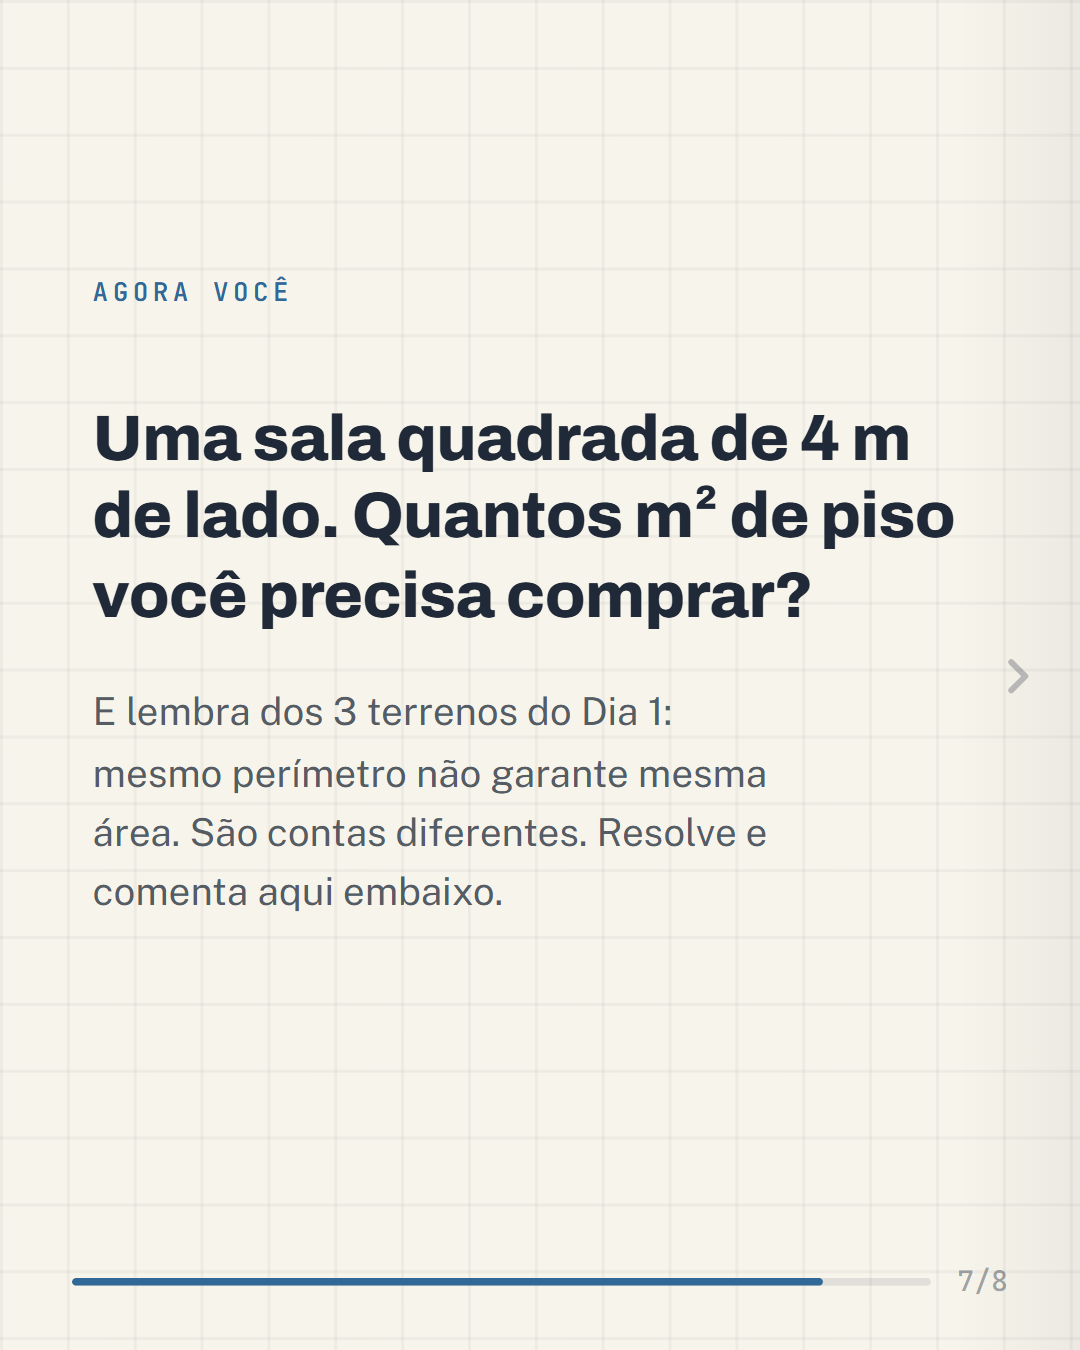 AGORA VOCÊ
Uma sala quadrada de 4 m
de lado. Quantos m² de piso
você precisa comprar?
E lembra dos 3 terrenos do Dia 1:
mesmo perímetro não garante mesma
área. São contas diferentes. Resolve e
comenta aqui embaixo.
7/8